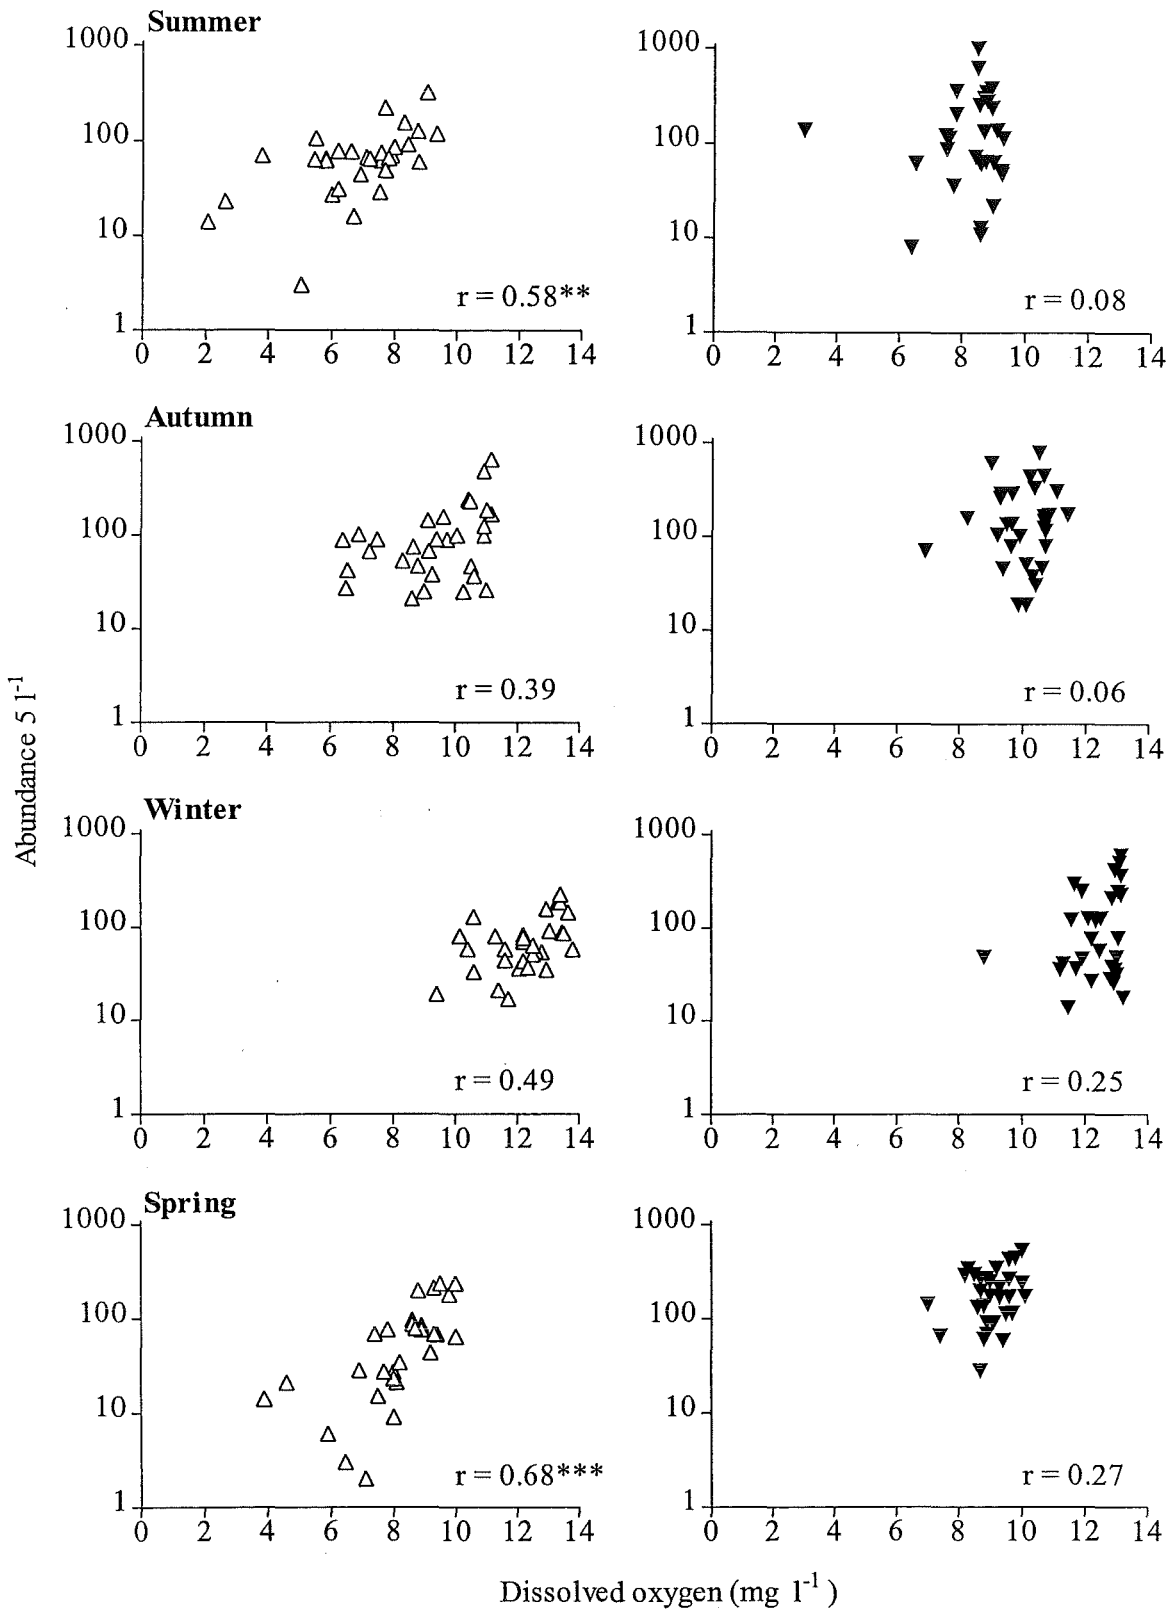 Summer
1000
100
10
1
0 2 4 6 8 10 12 14
r = 0.58**
1000
100
10
1
0 2 4 6 8 10 12 14
r = 0.08
Autumn
1000
100
10
1
0 2 4 6 8 10 12 14
r = 0.39
1000
100
10
1
0 2 4 6 8 10 12 14
r = 0.06
Abundance 5 l⁻¹
Winter
1000
100
10
1
0 2 4 6 8 10 12 14
r = 0.49
1000
100
10
1
0 2 4 6 8 10 12 14
r = 0.25
Spring
1000
100
10
1
0 2 4 6 8 10 12 14
r = 0.68***
1000
100
10
1
0 2 4 6 8 10 12 14
r = 0.27
Dissolved oxygen (mg l⁻¹ )